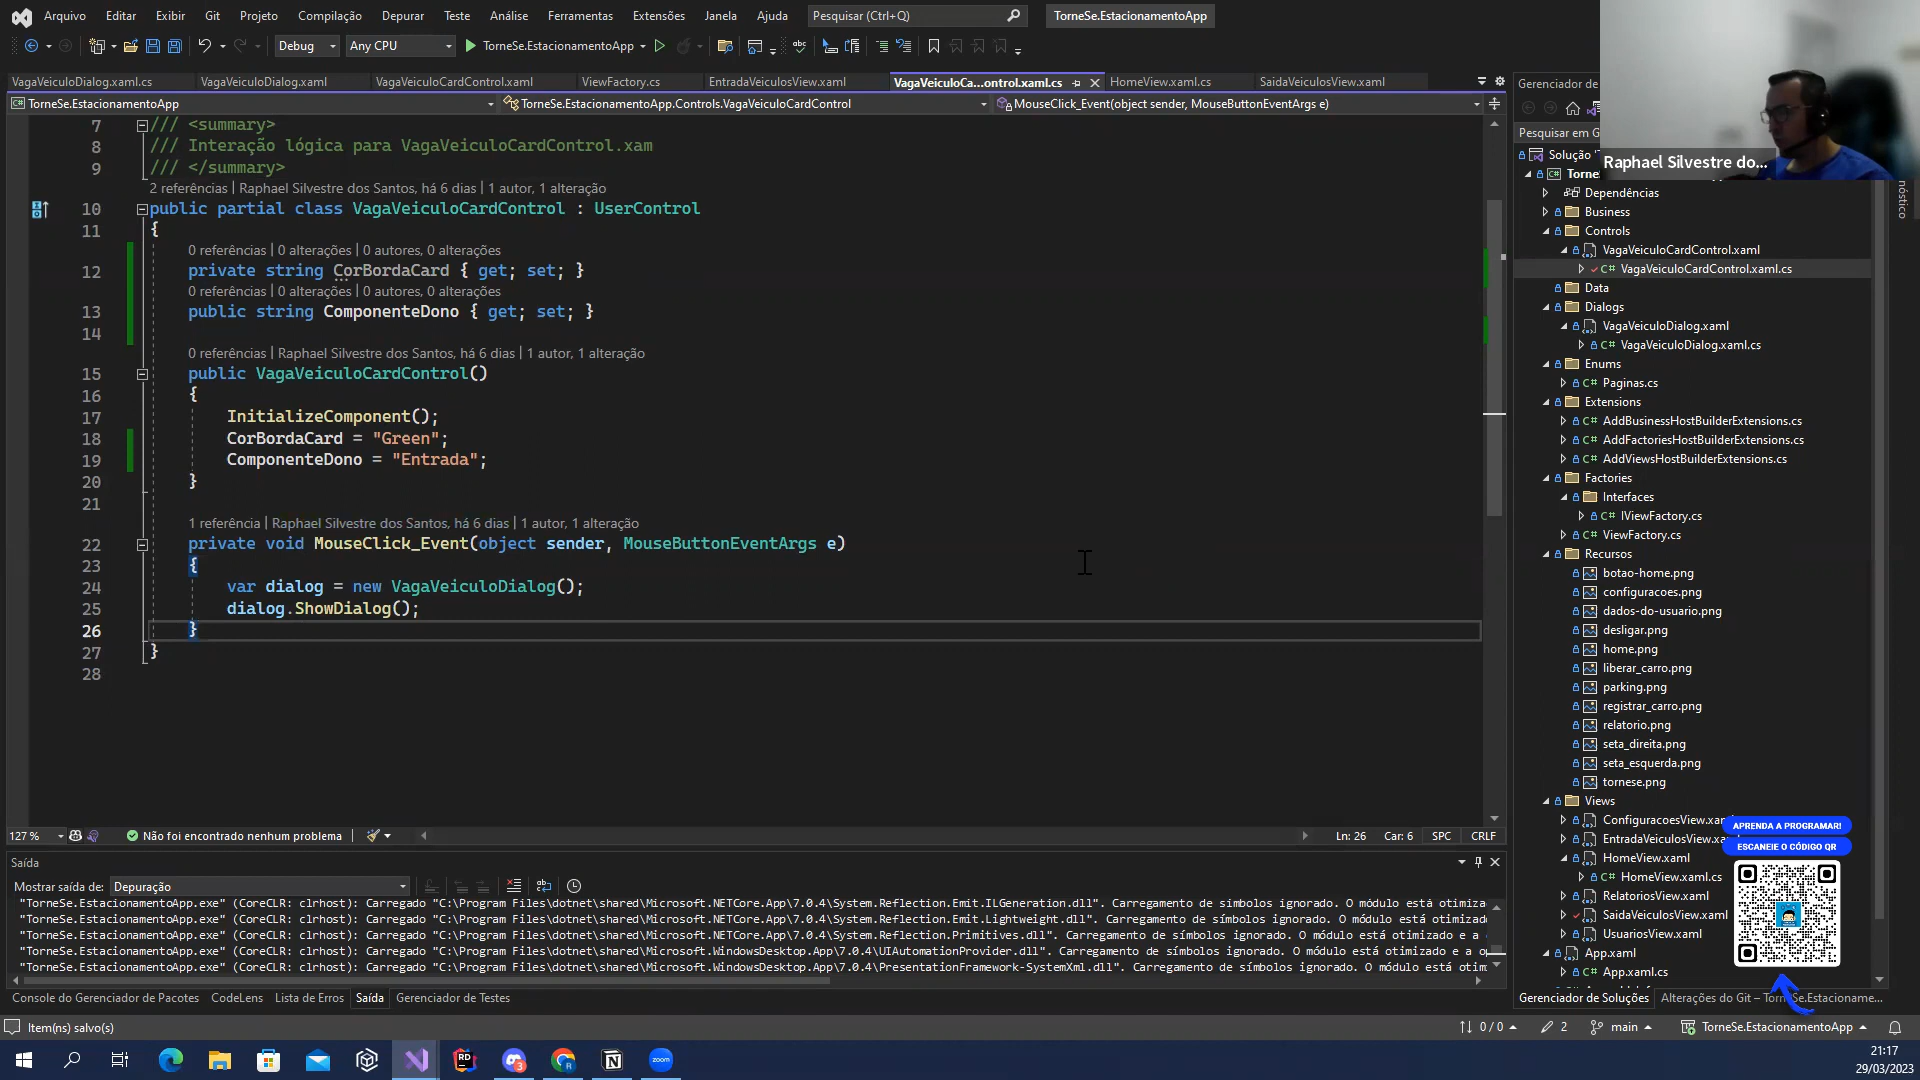 Arquivo Editar Exibir Git Projeto Compilação Depurar Teste Análise Ferramentas Extensões Janela Ajuda Pesquisar (Ctrl+Q) TorneSe.EstacionamentoApp
Debug Any CPU TorneSe.EstacionamentoApp
VagaVeiculoDialog.xaml.cs VagaVeiculoDialog.xaml VagaVeiculoCardControl.xaml ViewFactory.cs EntradaVeiculosView.xaml VagaVeiculoCa...ontrol.xaml.cs HomeView.xaml.cs SaidaVeiculosView.xaml
TorneSe.EstacionamentoApp TorneSe.EstacionamentoApp.Controls.VagaVeiculoCardControl MouseClick_Event(object sender, MouseButtonEventArgs e)
7 /// <summary>
8 /// Interação lógica para VagaVeiculoCardControl.xam
9 /// </summary>
2 referências | Raphael Silvestre dos Santos, há 6 dias | 1 autor, 1 alteração
10 public partial class VagaVeiculoCardControl : UserControl
11 {
0 referências | 0 alterações | 0 autores, 0 alterações
12 private string CorBordaCard { get; set; }
0 referências | 0 alterações | 0 autores, 0 alterações
13 public string ComponenteDono { get; set; }
14
0 referências | Raphael Silvestre dos Santos, há 6 dias | 1 autor, 1 alteração
15 public VagaVeiculoCardControl()
16 {
17 InitializeComponent();
18 CorBordaCard = "Green";
19 ComponenteDono = "Entrada";
20 }
21
1 referência | Raphael Silvestre dos Santos, há 6 dias | 1 autor, 1 alteração
22 private void MouseClick_Event(object sender, MouseButtonEventArgs e)
23 {
24 var dialog = new VagaVeiculoDialog();
25 dialog.ShowDialog();
26 }
27 }
28
127 % Não foi encontrado nenhum problema Ln: 26 Car: 6 SPC CRLF
Saída
Mostrar saída de: Depuração
"TorneSe.EstacionamentoApp.exe" (CoreCLR: clrhost): Carregado "C:\Program Files\dotnet\shared\Microsoft.NETCore.App\7.0.4\System.Reflection.Emit.ILGeneration.dll". Carregamento de símbolos ignorado. O módulo está otimiza
"TorneSe.EstacionamentoApp.exe" (CoreCLR: clrhost): Carregado "C:\Program Files\dotnet\shared\Microsoft.NETCore.App\7.0.4\System.Reflection.Emit.Lightweight.dll". Carregamento de símbolos ignorado. O módulo está otimizad
"TorneSe.EstacionamentoApp.exe" (CoreCLR: clrhost): Carregado "C:\Program Files\dotnet\shared\Microsoft.NETCore.App\7.0.4\System.Reflection.Primitives.dll". Carregamento de símbolos ignorado. O módulo está otimizado e a
"TorneSe.EstacionamentoApp.exe" (CoreCLR: clrhost): Carregado "C:\Program Files\dotnet\shared\Microsoft.WindowsDesktop.App\7.0.4\UIAutomationProvider.dll". Carregamento de símbolos ignorado. O módulo está otimizado e a o
"TorneSe.EstacionamentoApp.exe" (CoreCLR: clrhost): Carregado "C:\Program Files\dotnet\shared\Microsoft.WindowsDesktop.App\7.0.4\PresentationFramework-SystemXml.dll". Carregamento de símbolos ignorado. O módulo está otim
Console do Gerenciador de Pacotes CodeLens Lista de Erros Saída Gerenciador de Testes
Item(ns) salvo(s) 0 / 0 2 main TorneSe.EstacionamentoApp
Gerenciador de
Pesquisar em G
Raphael Silvestre do...
Solução '
Torne
Dependências
Business
Controls
VagaVeiculoCardControl.xaml
C# VagaVeiculoCardControl.xaml.cs
Data
Dialogs
VagaVeiculoDialog.xaml
C# VagaVeiculoDialog.xaml.cs
Enums
C# Paginas.cs
Extensions
C# AddBusinessHostBuilderExtensions.cs
C# AddFactoriesHostBuilderExtensions.cs
C# AddViewsHostBuilderExtensions.cs
Factories
Interfaces
C# IViewFactory.cs
C# ViewFactory.cs
Recursos
botao-home.png
configuracoes.png
dados-do-usuario.png
desligar.png
home.png
liberar_carro.png
parking.png
registrar_carro.png
relatorio.png
seta_direita.png
seta_esquerda.png
tornese.png
Views
ConfiguracoesView.xam
EntradaVeiculosView.xa
HomeView.xaml
C# HomeView.xaml.cs
RelatoriosView.xaml
SaidaVeiculosView.xaml
UsuariosView.xaml
App.xaml
C# App.xaml.cs
APRENDA A PROGRAMAR!
ESCANEIE O CÓDIGO QR
Gerenciador de Soluções Alterações do Git – TorneSe.Estacioname...
nóstico
RD 3 R N zoom
21:17
29/03/2023